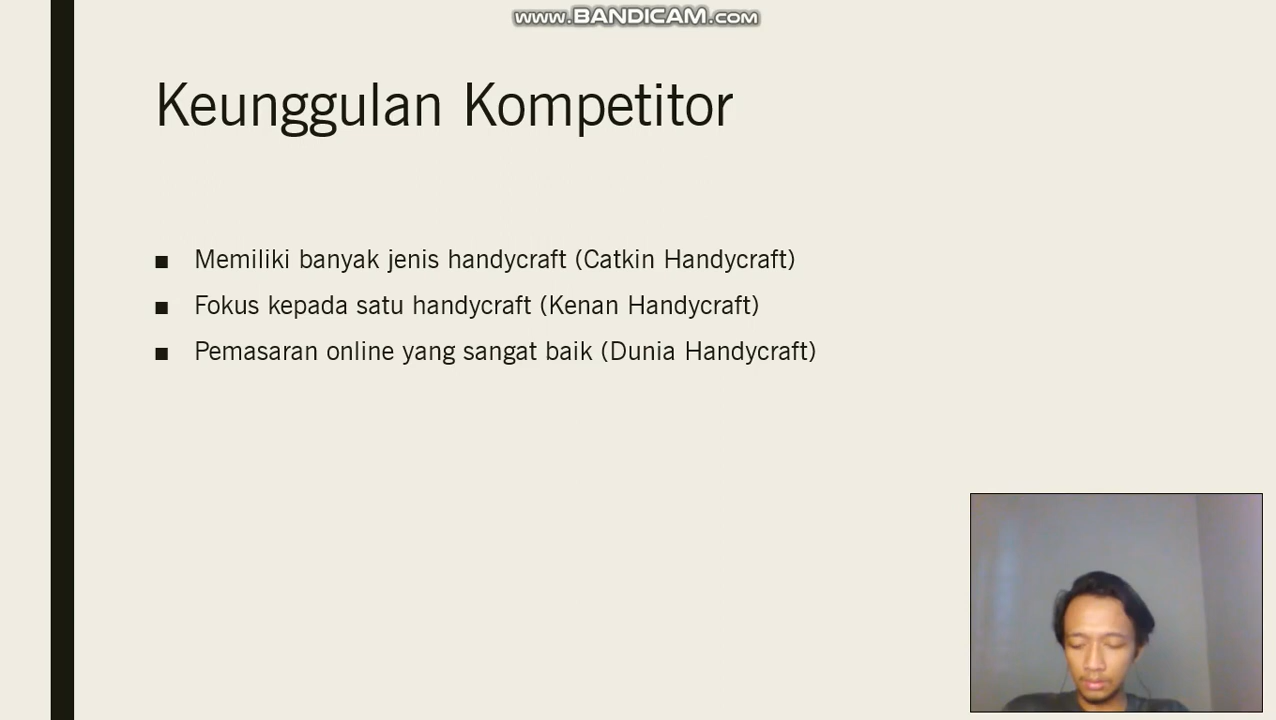 www.BANDICAM.com
Keunggulan Kompetitor
■ Memiliki banyak jenis handycraft (Catkin Handycraft)
■ Fokus kepada satu handycraft (Kenan Handycraft)
■ Pemasaran online yang sangat baik (Dunia Handycraft)